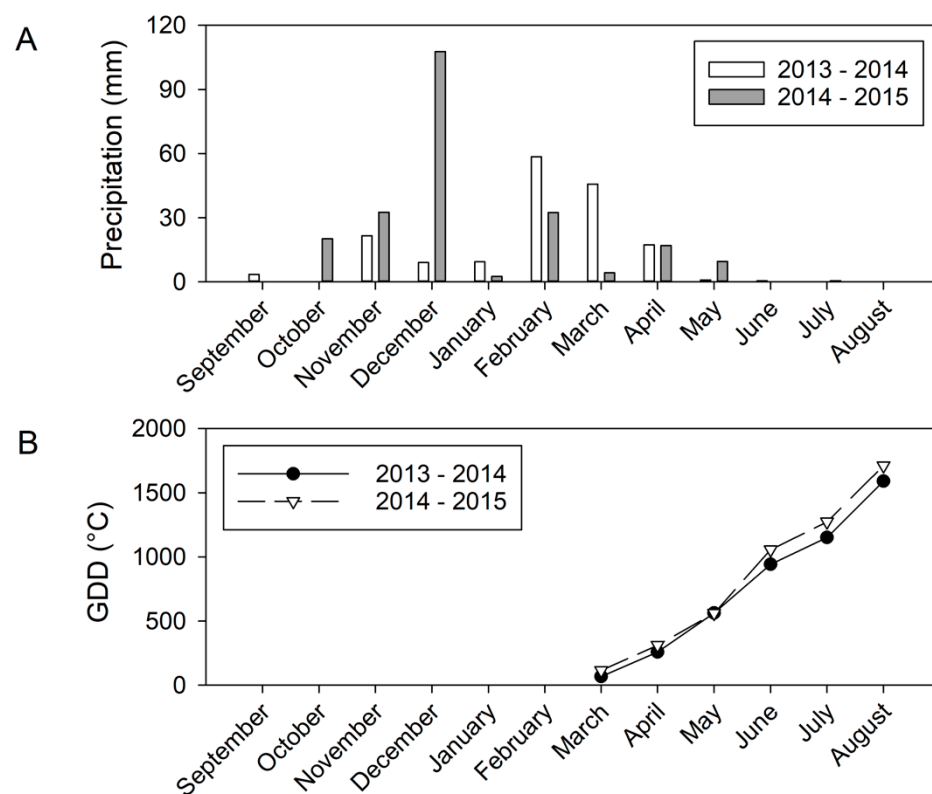 A
Precipitation (mm)
120
90
60
30
0
2013 - 2014
2014 - 2015
September
October
November
December
January
February
March
April
May
June
July
August
B
GDD (°C)
2000
1500
1000
500
0
2013 - 2014
2014 - 2015
September
October
November
December
January
February
March
April
May
June
July
August